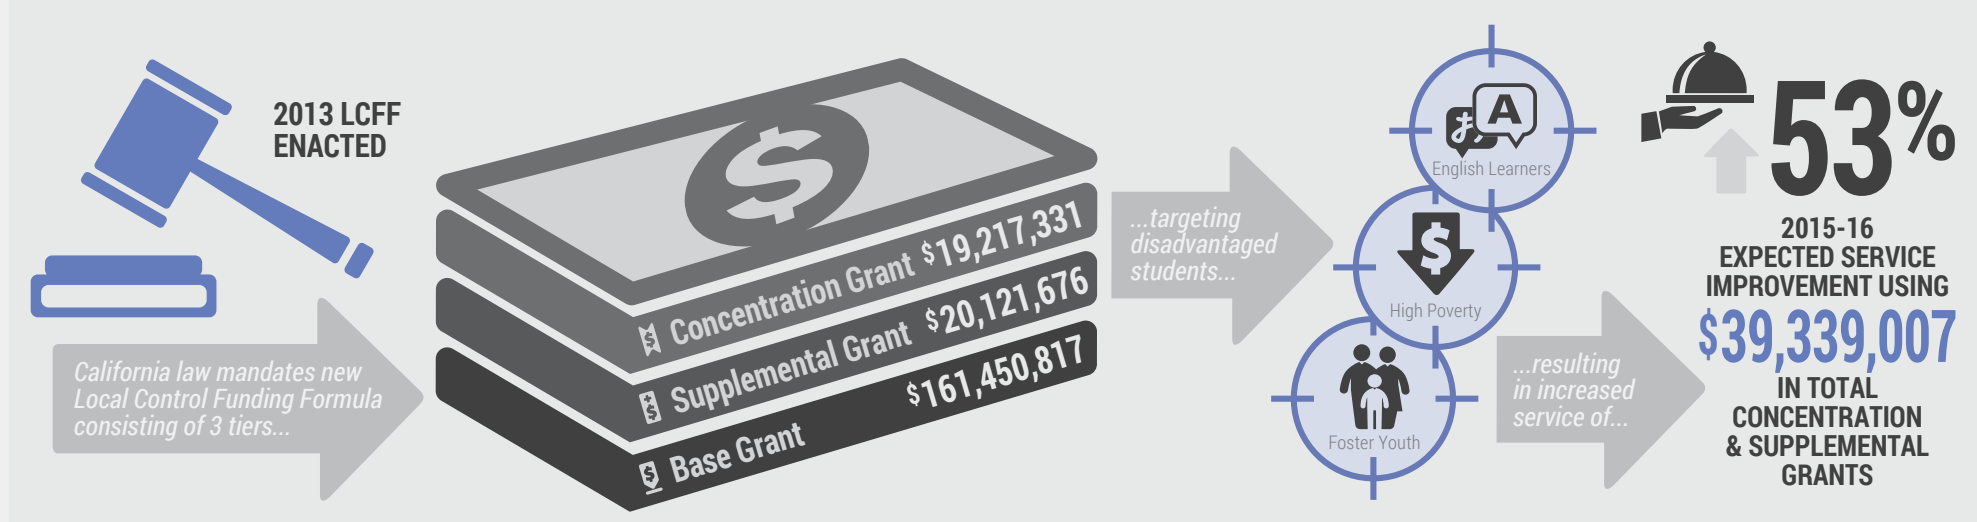 2013 LCFF
ENACTED
California law mandates new
Local Control Funding Formula
consisting of 3 tiers...
$
Concentration Grant $19,217,331
Supplemental Grant $20,121,676
Base Grant $161,450,817
...targeting
disadvantaged
students...
あ A
English Learners
$
High Poverty
Foster Youth
...resulting
in increased
service of...
53%
2015-16
EXPECTED SERVICE
IMPROVEMENT USING
$39,339,007
IN TOTAL
CONCENTRATION
& SUPPLEMENTAL
GRANTS